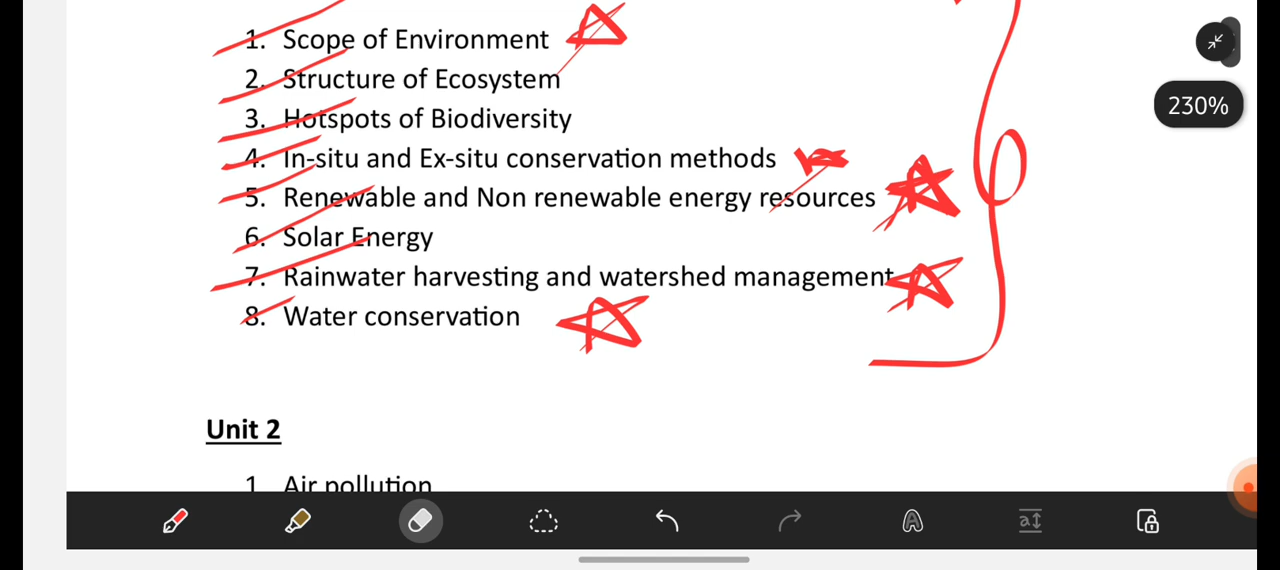 1. Scope of Environment
2. Structure of Ecosystem
3. Hotspots of Biodiversity
4. In-situ and Ex-situ conservation methods
5. Renewable and Non renewable energy resources
6. Solar Energy
7. Rainwater harvesting and watershed management
8. Water conservation
230%
Unit 2
1 Air pollution